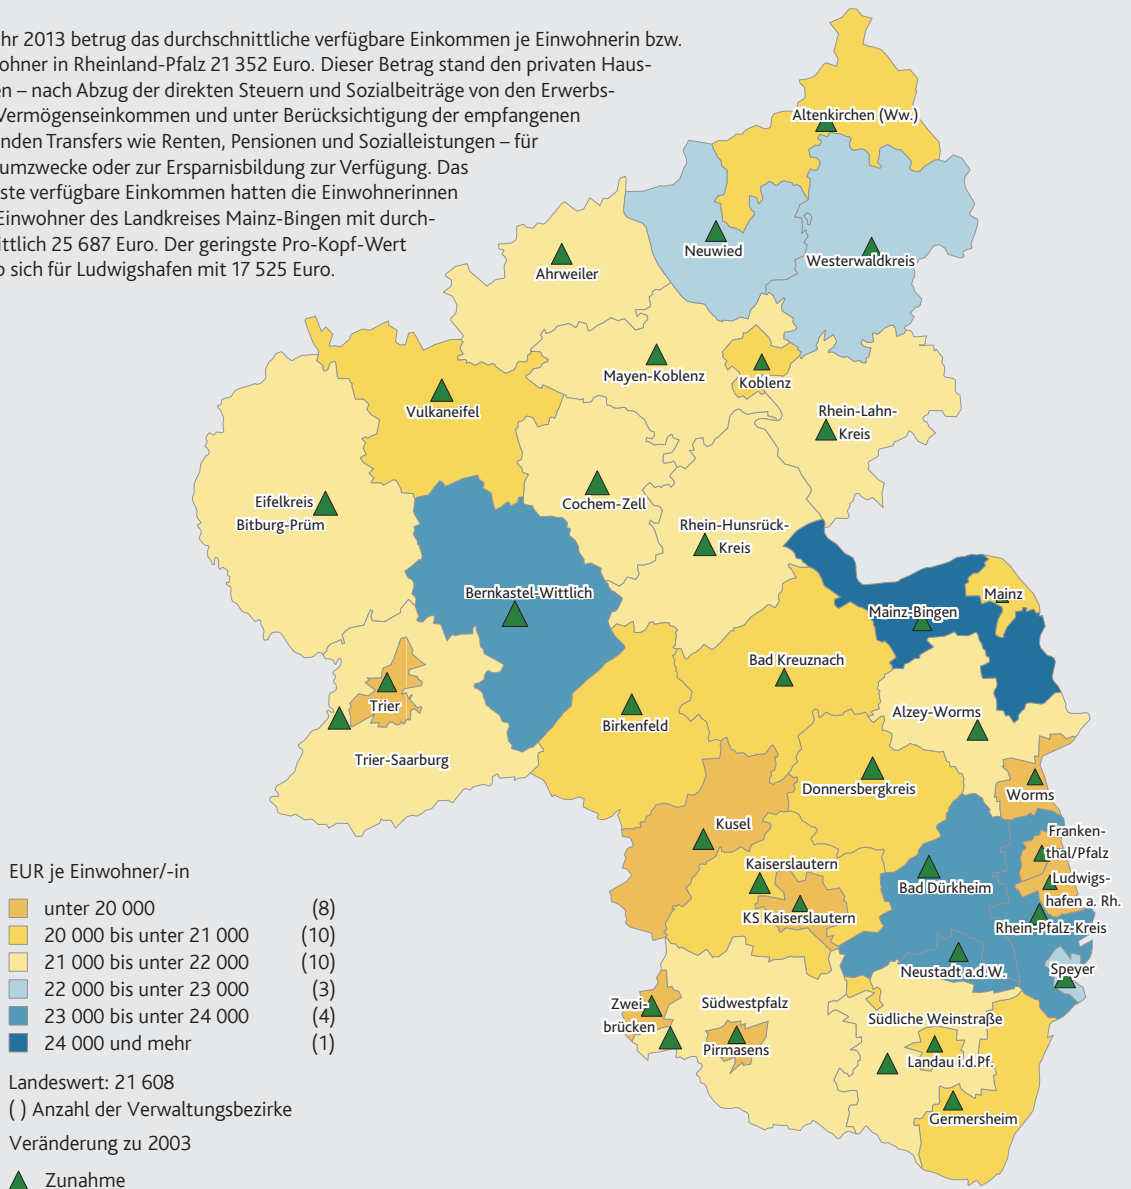 hr 2013 betrug das durchschnittliche verfügbare Einkommen je Einwohnerin bzw.
ohner in Rheinland-Pfalz 21 352 Euro. Dieser Betrag stand den privaten Haus-
en – nach Abzug der direkten Steuern und Sozialbeiträge von den Erwerbs-
Vermögenseinkommen und unter Berücksichtigung der empfangenen
nden Transfers wie Renten, Pensionen und Sozialleistungen – für
umzwecke oder zur Ersparnisbildung zur Verfügung. Das
ste verfügbare Einkommen hatten die Einwohnerinnen
Einwohner des Landkreises Mainz-Bingen mit durch-
ittlich 25 687 Euro. Der geringste Pro-Kopf-Wert
b sich für Ludwigshafen mit 17 525 Euro.
Altenkirchen (Ww.)
Neuwied
Westerwaldkreis
Ahrweiler
Mayen-Koblenz
Koblenz
Vulkaneifel
Rhein-Lahn-
Kreis
Eifelkreis
Bitburg-Prüm
Cochem-Zell
Rhein-Hunsrück-
Kreis
Bernkastel-Wittlich
Mainz
Mainz-Bingen
Bad Kreuznach
Trier
Birkenfeld
Alzey-Worms
Trier-Saarburg
Donnersbergkreis
Worms
Kusel
Franken-
thal/Pfalz
Kaiserslautern
Bad Dürkheim
Ludwigs-
hafen a. Rh.
KS Kaiserslautern
Rhein-Pfalz-Kreis
Neustadt a.d.W.
Speyer
Zwei-
brücken
Südwestpfalz
Südliche Weinstraße
Pirmasens
Landau i.d.Pf.
Germersheim
EUR je Einwohner/-in
unter 20 000 (8)
20 000 bis unter 21 000 (10)
21 000 bis unter 22 000 (10)
22 000 bis unter 23 000 (3)
23 000 bis unter 24 000 (4)
24 000 und mehr (1)
Landeswert: 21 608
( ) Anzahl der Verwaltungsbezirke
Veränderung zu 2003
Zunahme